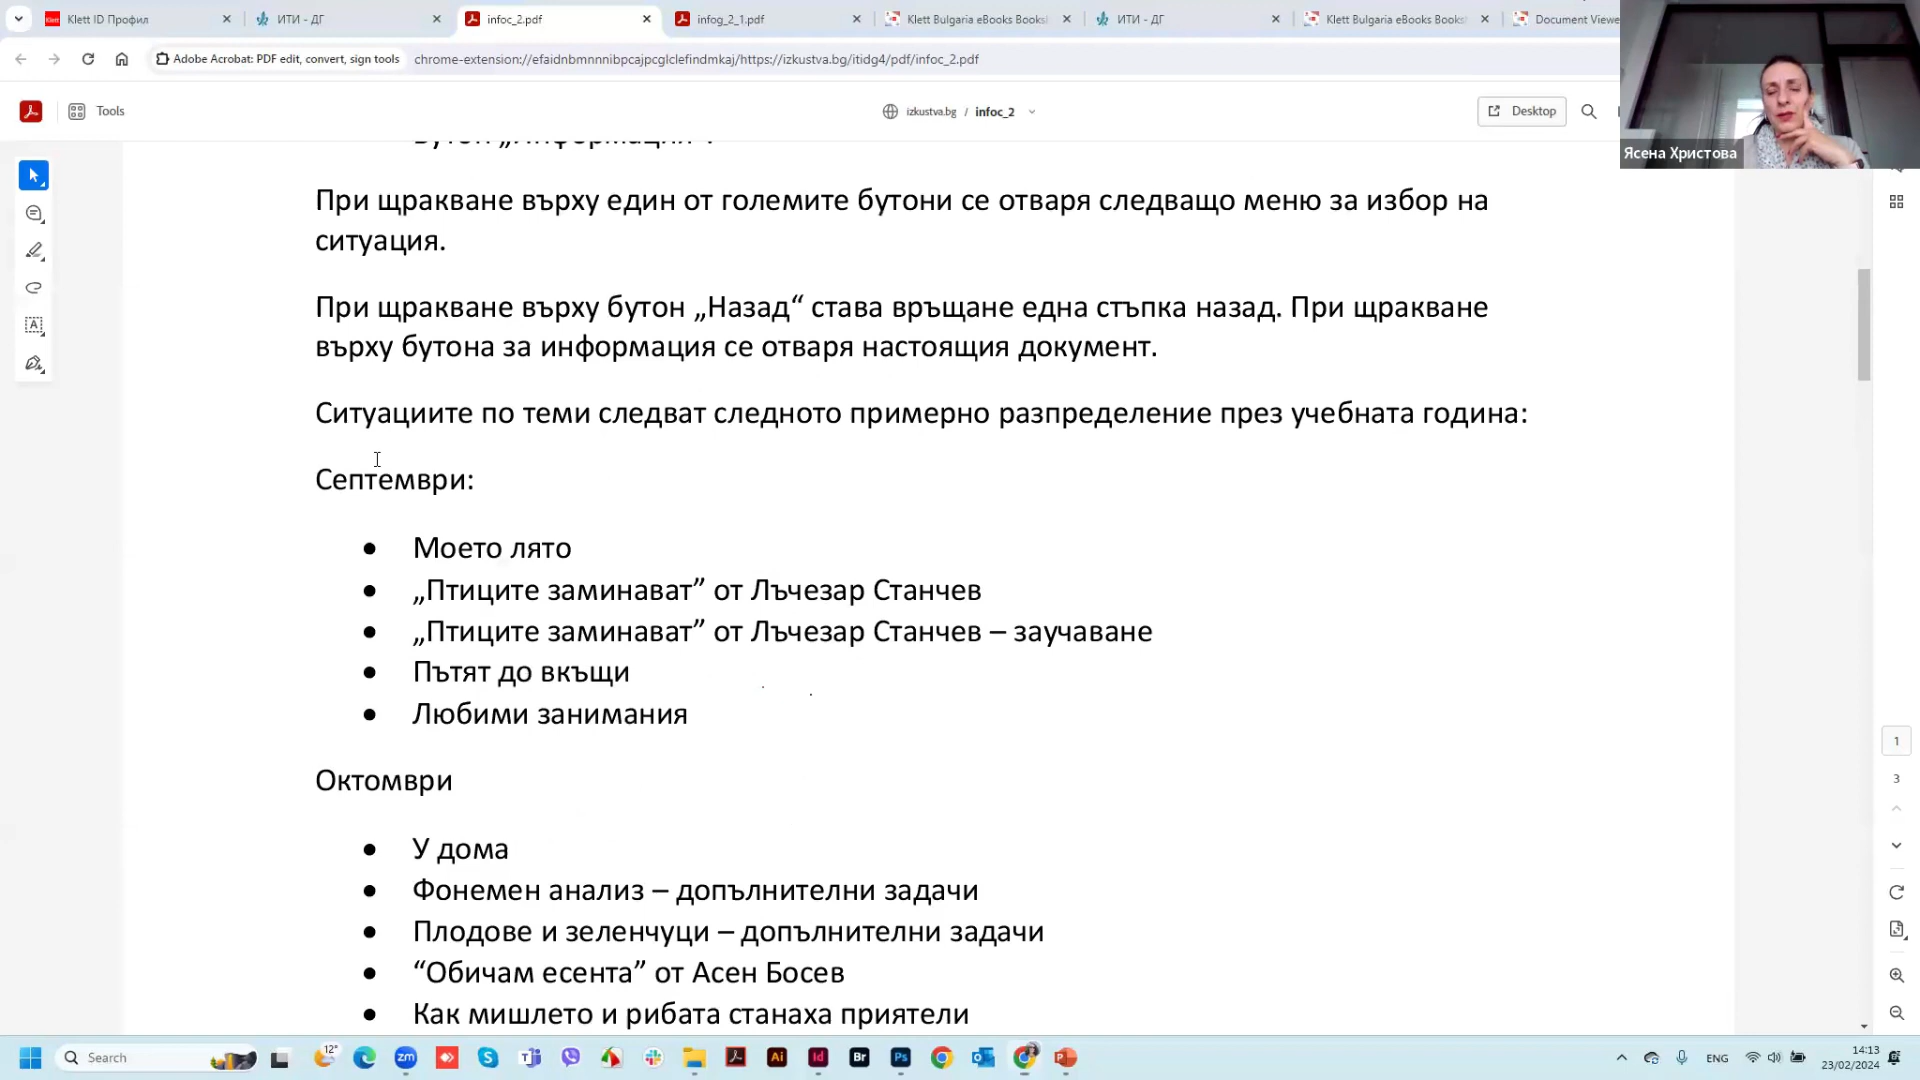 Klett ID Профил
ИТИ - ДГ
infoc_2.pdf
infog_2_1.pdf
Klett Bulgaria eBooks Books
ИТИ - ДГ
Klett Bulgaria eBooks Books
Document Viewe
Adobe Acrobat: PDF edit, convert, sign tools
chrome-extension://efaidnbmnnnibpcajpcglclefindmkaj/https://izkustva.bg/itidg4/pdf/infoc_2.pdf
Tools
izkustva.bg / infoc_2
Desktop
Ясена Христова
Бутон „Информация“.
При щракване върху един от големите бутони се отваря следващо меню за избор на
ситуация.
При щракване върху бутон „Назад“ става връщане една стъпка назад. При щракване
върху бутона за информация се отваря настоящия документ.
Ситуациите по теми следват следното примерно разпределение през учебната година:
Септември:
• Моето лято
• „Птиците заминават” от Лъчезар Станчев
• „Птиците заминават” от Лъчезар Станчев – заучаване
• Пътят до вкъщи
• Любими занимания
Октомври
• У дома
• Фонемен анализ – допълнителни задачи
• Плодове и зеленчуци – допълнителни задачи
• “Обичам есента” от Асен Босев
• Как мишлето и рибата станаха приятели
1
3
Search
12°
ENG
14:13
23/02/2024